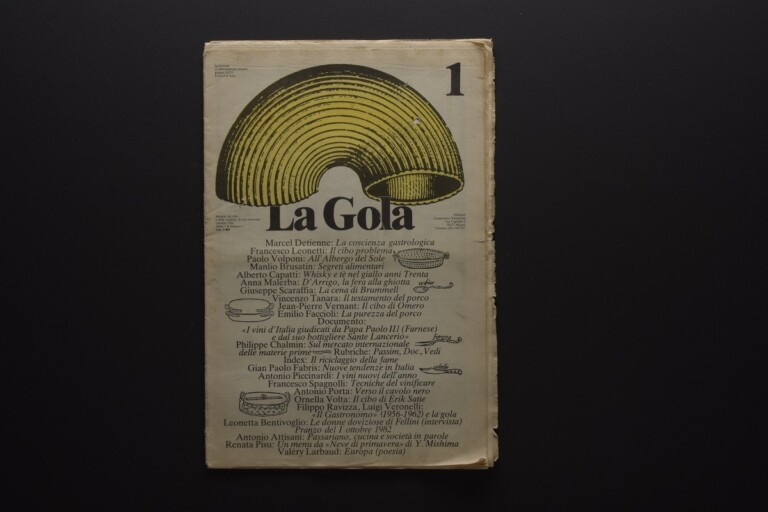 1
La Gola
Marcel Detienne: La coscienza gastrologica
Francesco Leonetti: Il cibo problema
Paolo Volponi: All'Albergo del Sole
Manlio Brusatin: Segreti alimentari
Alberto Capatti: Whisky e tè nel giallo anni Trenta
Anna Malerba: D'Arrigo, la fera alla ghiotta
Giuseppe Scaraffia: La cena di Brummell
Vincenzo Tanara: Il testamento del porco
Jean-Pierre Vernant: Il cibo di Omero
Emilio Faccioli: La purezza del porco
Documento:
«I vini d'Italia giudicati da Papa Paolo III (Farnese)
e dal suo bottigliere Sante Lancerio»
Philippe Chalmin: Sul mercato internazionale
delle materie prime Rubriche: Passim, Doc, Vedi
Index: Il riciclaggio della fame
Gian Paolo Fabris: Nuove tendenze in Italia
Antonio Piccinardi: I vini nuovi dell'anno
Francesco Spagnolli: Tecniche del vinificare
Antonio Porta: Verso il cavolo nero
Ornella Volta: Il cibo di Erik Satie
Filippo Ravizza, Luigi Veronelli:
«Il Gastronomo» (1956-1962) e la gola
Leonetta Bentivoglio: Le donne doviziose di Fellini (intervista)
Pranzo del 1 ottobre 1982
Antonio Attisani: Passariano, cucina e società in parole
Renata Pisu: Un menu da «Neve di primavera» di Y. Mishima
Valery Larbaud: Europa (poesia)